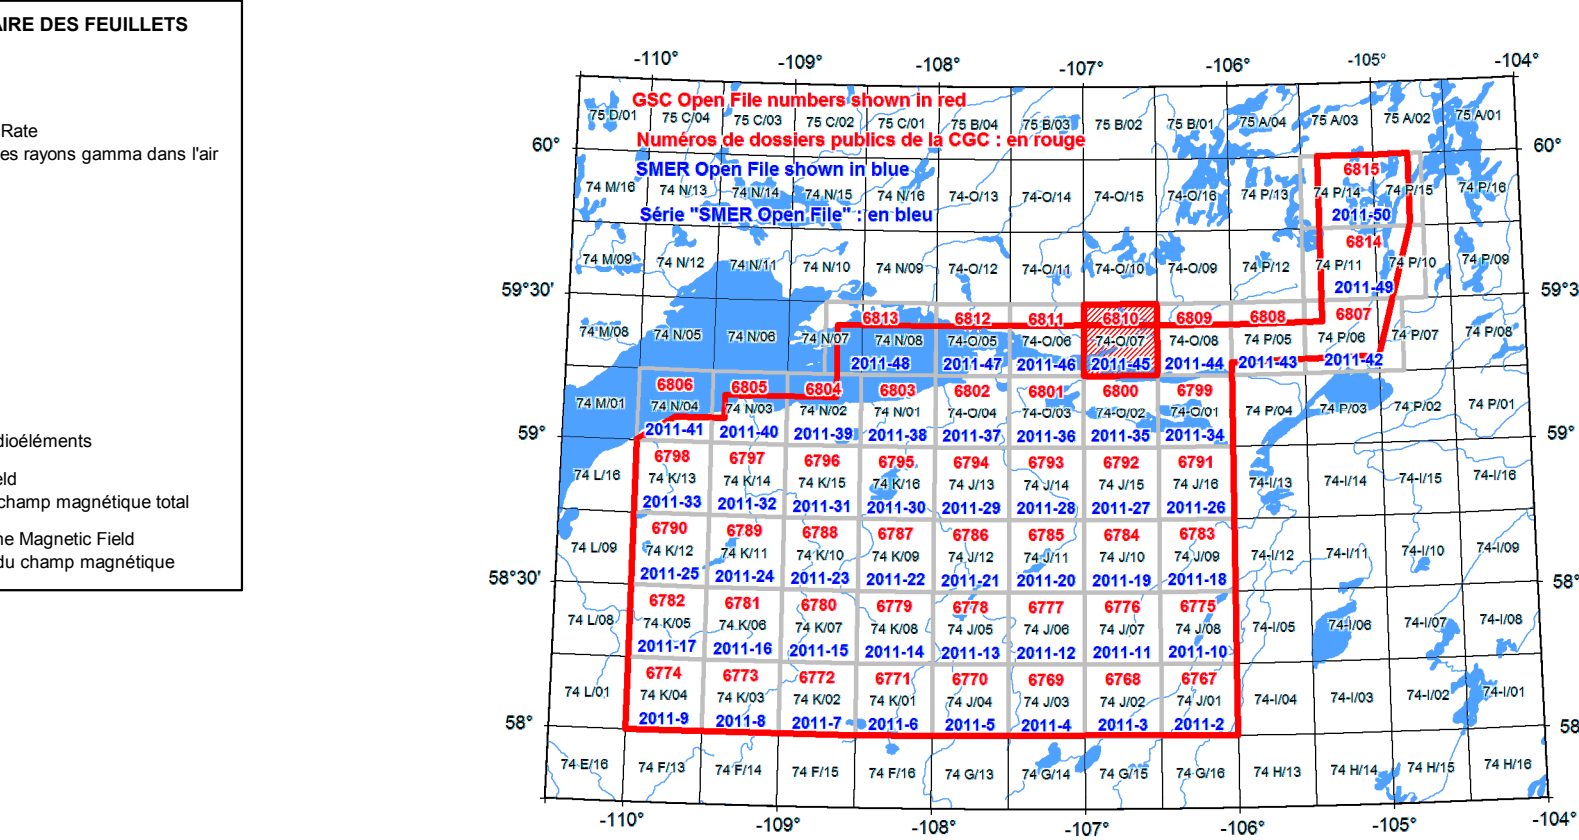 AIRE DES FEUILLETS
Rate
es rayons gamma dans l'air
dioéléments
eld
champ magnétique total
ne Magnetic Field
du champ magnétique
-110° -109° -108° -107° -106° -105° -104°
GSC Open File numbers shown in red
75 D/01 75 C/04 75 C/03 75 C/02 75 C/01 75 B/04 75 B/03 75 B/02 75 B/01 75 A/04 75 A/03 75 A/02 75 A/01
Numéros de dossiers publics de la CGC : en rouge
60° 60°
SMER Open File shown in blue
6815
74 M/16 74 N/13 74 N/14 74 N/15 74 N/16 74-O/13 74-O/14 74-O/15 74-O/16 74 P/13 74 P/14 74 P/15 74 P/16
Série "SMER Open File" : en bleu
2011-50
6814
74 M/09 74 N/12 74 N/11 74 N/10 74 N/09 74-O/12 74-O/11 74-O/10 74-O/09 74 P/12 74 P/11 74 P/10 74 P/09
2011-49
59°30' 59°3
6813 6812 6811 6810 6809 6808 6807
74 M/08 74 N/05 74 N/06 74 N/07 74 N/08 74-O/05 74-O/06 74-O/07 74-O/08 74 P/05 74 P/06 74 P/07 74 P/08
2011-48 2011-47 2011-46 2011-45 2011-44 2011-43 2011-42
6806 6805 6804 6803 6802 6801 6800 6799
74 M/01 74 N/04 74 N/03 74 N/02 74 N/01 74-O/04 74-O/03 74-O/02 74-O/01 74 P/04 74 P/03 74 P/02 74 P/01
2011-41 2011-40 2011-39 2011-38 2011-37 2011-36 2011-35 2011-34
59° 59°
6798 6797 6796 6795 6794 6793 6792 6791
74 L/16 74 K/13 74 K/14 74 K/15 74 K/16 74 J/13 74 J/14 74 J/15 74 J/16 74-I/13 74-I/14 74-I/15 74-I/16
2011-33 2011-32 2011-31 2011-30 2011-29 2011-28 2011-27 2011-26
6790 6789 6788 6787 6786 6785 6784 6783
74 L/09 74 K/12 74 K/11 74 K/10 74 K/09 74 J/12 74 J/11 74 J/10 74 J/09 74-I/12 74-I/11 74-I/10 74-I/09
2011-25 2011-24 2011-23 2011-22 2011-21 2011-20 2011-19 2011-18
58°30' 58°
6782 6781 6780 6779 6778 6777 6776 6775
74 L/08 74 K/05 74 K/06 74 K/07 74 K/08 74 J/05 74 J/06 74 J/07 74 J/08 74-I/05 74-I/06 74-I/07 74-I/08
2011-17 2011-16 2011-15 2011-14 2011-13 2011-12 2011-11 2011-10
6774 6773 6772 6771 6770 6769 6768 6767
74 L/01 74 K/04 74 K/03 74 K/02 74 K/01 74 J/04 74 J/03 74 J/02 74 J/01 74-I/04 74-I/03 74-I/02 74-I/01
2011-9 2011-8 2011-7 2011-6 2011-5 2011-4 2011-3 2011-2
58° 58
74 E/16 74 F/13 74 F/14 74 F/15 74 F/16 74 G/13 74 G/14 74 G/15 74 G/16 74 H/13 74 H/14 74 H/15 74 H/16
-110° -109° -108° -107° -106° -105° -104°